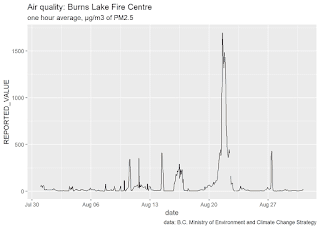 Air quality: Burns Lake Fire Centre
one hour average, µg/m3 of PM2.5
REPORTED_VALUE
1500
1000
500
0
Jul 30
Aug 06
Aug 13
Aug 20
Aug 27
date
data: B.C. Ministry of Environment and Climate Change Strategy